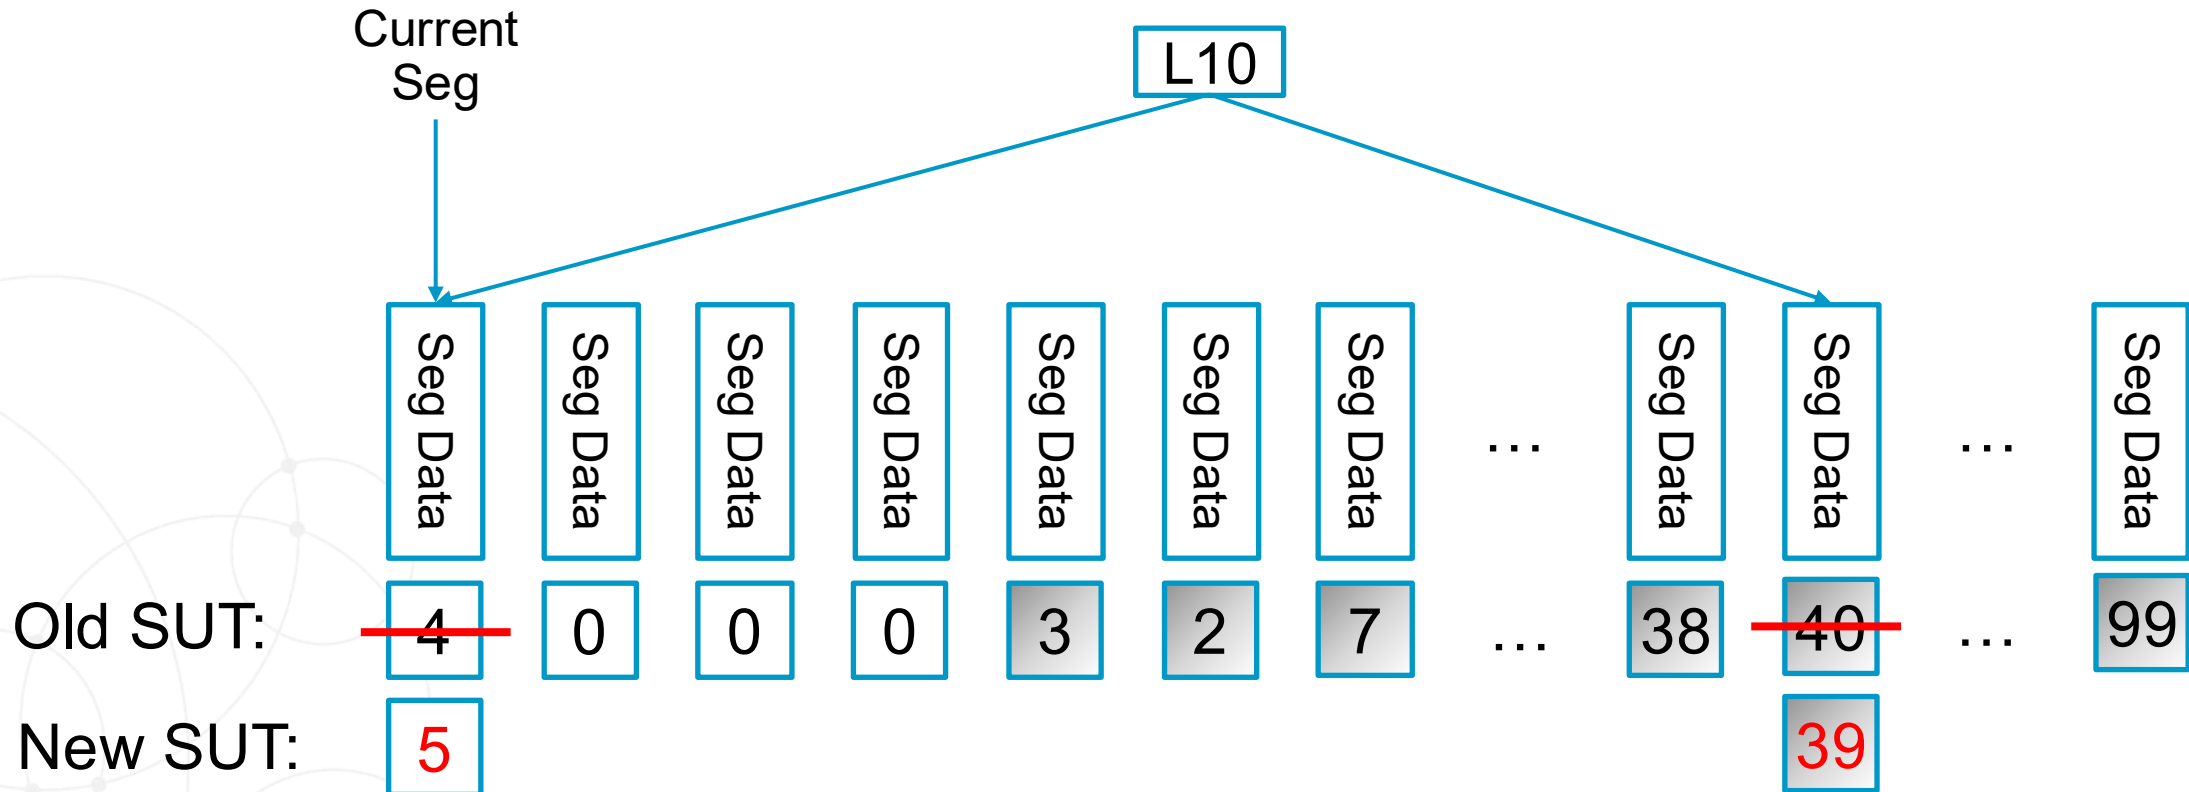 Current
Seg
L10
Seg Data Seg Data Seg Data Seg Data Seg Data Seg Data Seg Data ... Seg Data Seg Data ... Seg Data
Old SUT: 4 0 0 0 3 2 7 ... 38 40 ... 99
New SUT: 5 39